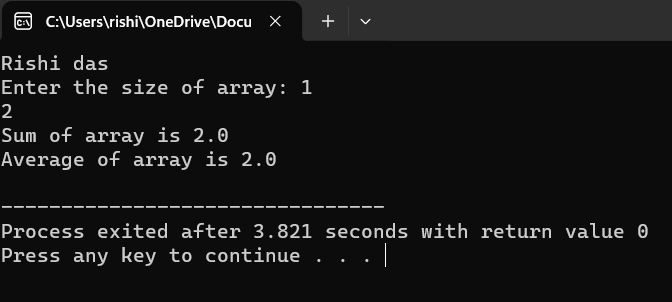 C:\Users\rishi\OneDrive\Docu
Rishi das
Enter the size of array: 1
2
Sum of array is 2.0
Average of array is 2.0
--------------------------------
Process exited after 3.821 seconds with return value 0
Press any key to continue . . .